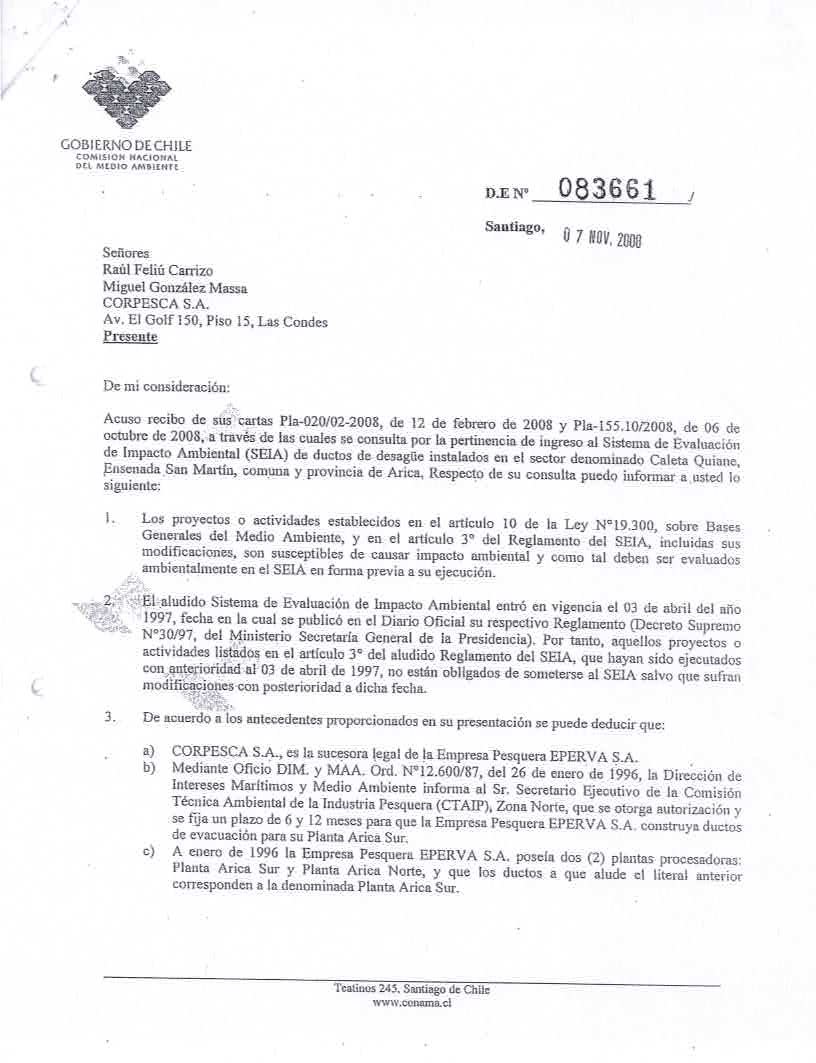 GOBIERNO DE CHILE
COMISION NACIONAL
DEL MEDIO AMBIENTE
D.E Nº 083661 /
Santiago, 07 NOV. 2008
Señores
Raúl Feliú Carrizo
Miguel González Massa
CORPESCA S.A.
Av. El Golf 150, Piso 15, Las Condes
Presente
De mi consideración:
Acuso recibo de sus cartas Pla-020/02-2008, de 12 de febrero de 2008 y Pla-155.10/2008, de 06 de
octubre de 2008, a través de las cuales se consulta por la pertinencia de ingreso al Sistema de Evaluación
de Impacto Ambiental (SEIA) de ductos de desagüe instalados en el sector denominado Caleta Quiane,
Ensenada San Martín, comuna y provincia de Arica, Respecto de su consulta puedo informar a usted lo
siguiente:
1. Los proyectos o actividades establecidos en el artículo 10 de la Ley Nº19.300, sobre Bases
Generales del Medio Ambiente, y en el artículo 3º del Reglamento del SEIA, incluidas sus
modificaciones, son susceptibles de causar impacto ambiental y como tal deben ser evaluados
ambientalmente en el SEIA en forma previa a su ejecución.
2. El aludido Sistema de Evaluación de Impacto Ambiental entró en vigencia el 03 de abril del año
1997, fecha en la cual se publicó en el Diario Oficial su respectivo Reglamento (Decreto Supremo
Nº30/97, del Ministerio Secretaría General de la Presidencia). Por tanto, aquellos proyectos o
actividades listados en el artículo 3º del aludido Reglamento del SEIA, que hayan sido ejecutados
con anterioridad al 03 de abril de 1997, no están obligados de someterse al SEIA salvo que sufran
modificaciones con posterioridad a dicha fecha.
3. De acuerdo a los antecedentes proporcionados en su presentación se puede deducir que:
a) CORPESCA S.A., es la sucesora legal de la Empresa Pesquera EPERVA S.A.
b) Mediante Oficio DIM. y MAA. Ord. Nº12.600/87, del 26 de enero de 1996, la Dirección de
Intereses Marítimos y Medio Ambiente informa al Sr. Secretario Ejecutivo de la Comisión
Técnica Ambiental de la Industria Pesquera (CTAIP), Zona Norte, que se otorga autorización y
se fija un plazo de 6 y 12 meses para que la Empresa Pesquera EPERVA S.A. construya ductos
de evacuación para su Planta Arica Sur.
c) A enero de 1996 la Empresa Pesquera EPERVA S.A. poseía dos (2) plantas procesadoras:
Planta Arica Sur y Planta Arica Norte, y que los ductos a que alude el literal anterior
corresponden a la denominada Planta Arica Sur.
Teatinos 245, Santiago de Chile
www.conama.cl